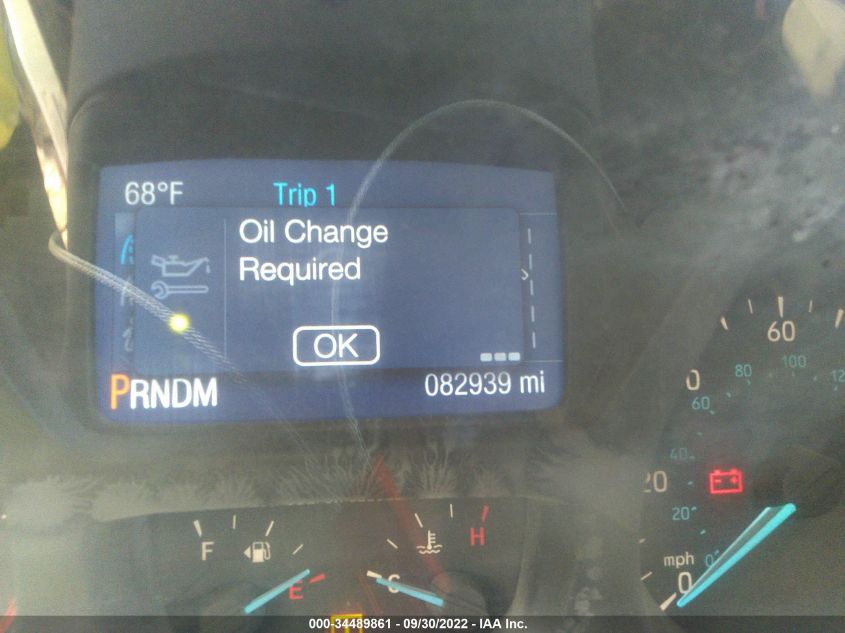 68°F Trip 1
Oil Change
Required
OK
PRNDM 082939 mi
60
80 100
60
40
20
20
mph 0
0
F
H
E
C
000-34489861 - 09/30/2022 - IAA Inc.